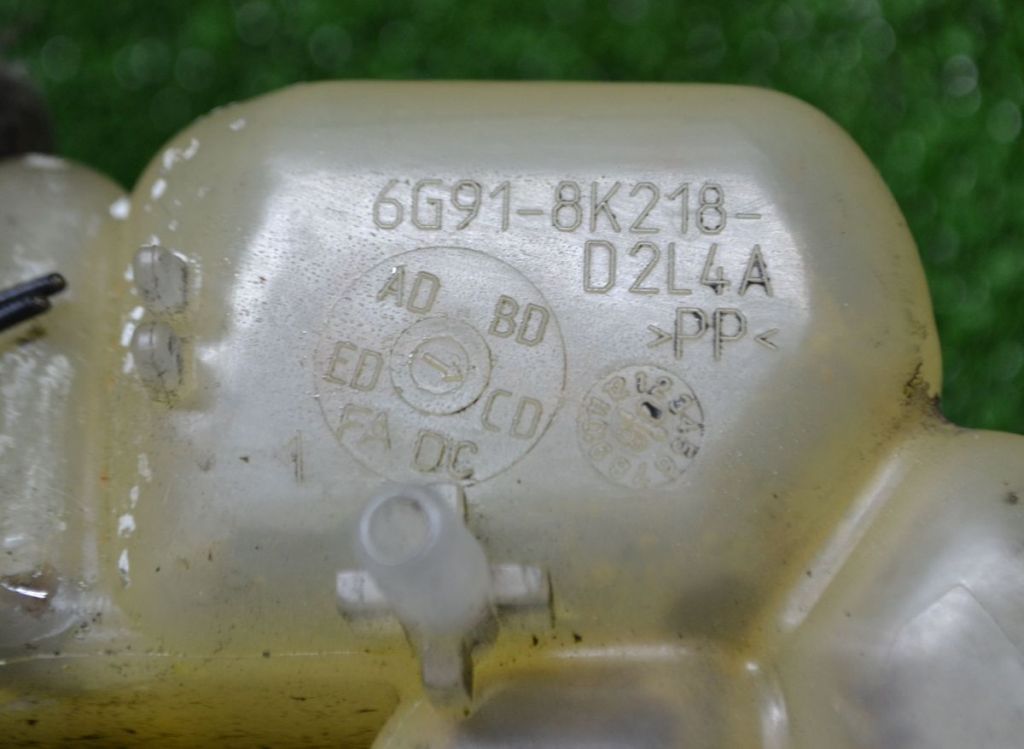 6G91-8K218-
D2L4A
>PP<
AD
BD
ED
CD
FA
DC
1